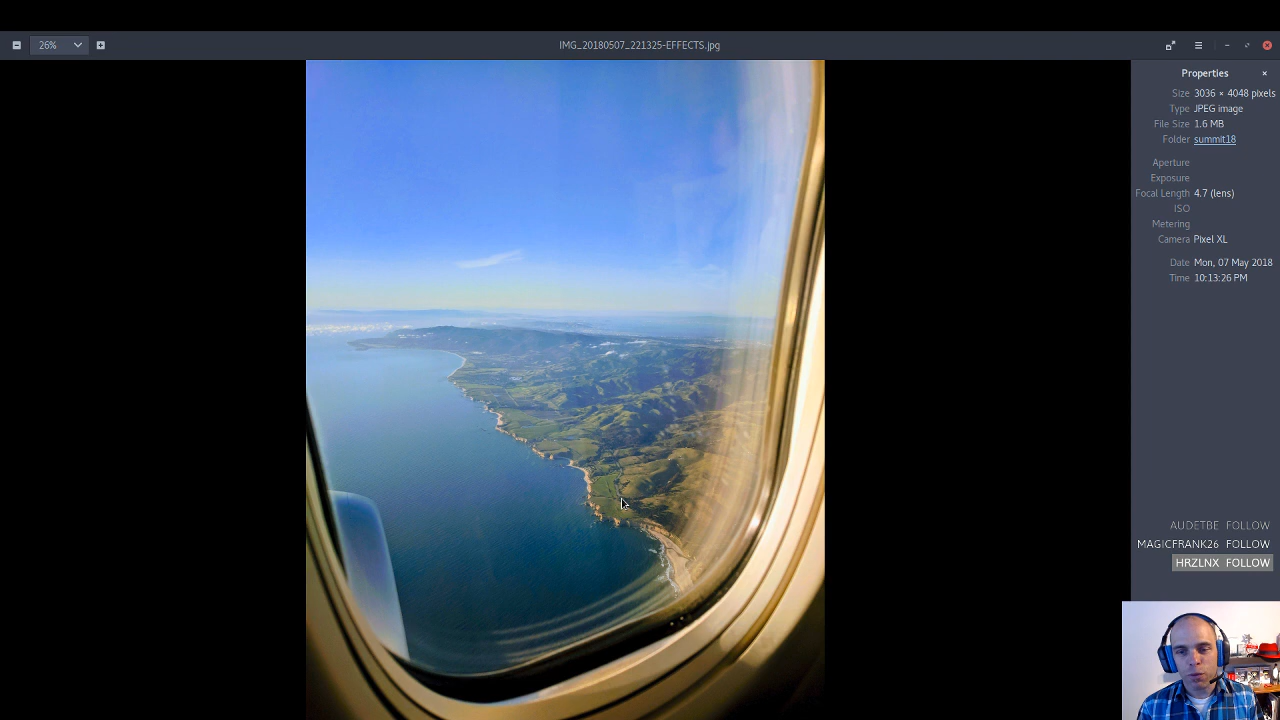 26%
IMG_20180507_221325-EFFECTS.jpg
Properties
Size 3036 × 4048 pixels
Type JPEG image
File Size 1.6 MB
Folder summit18
Aperture
Exposure
Focal Length 4.7 (lens)
ISO
Metering
Camera Pixel XL
Date Mon, 07 May 2018
Time 10:13:26 PM
AUDETBE FOLLOW
MAGICFRANK26 FOLLOW
HRZLNX FOLLOW